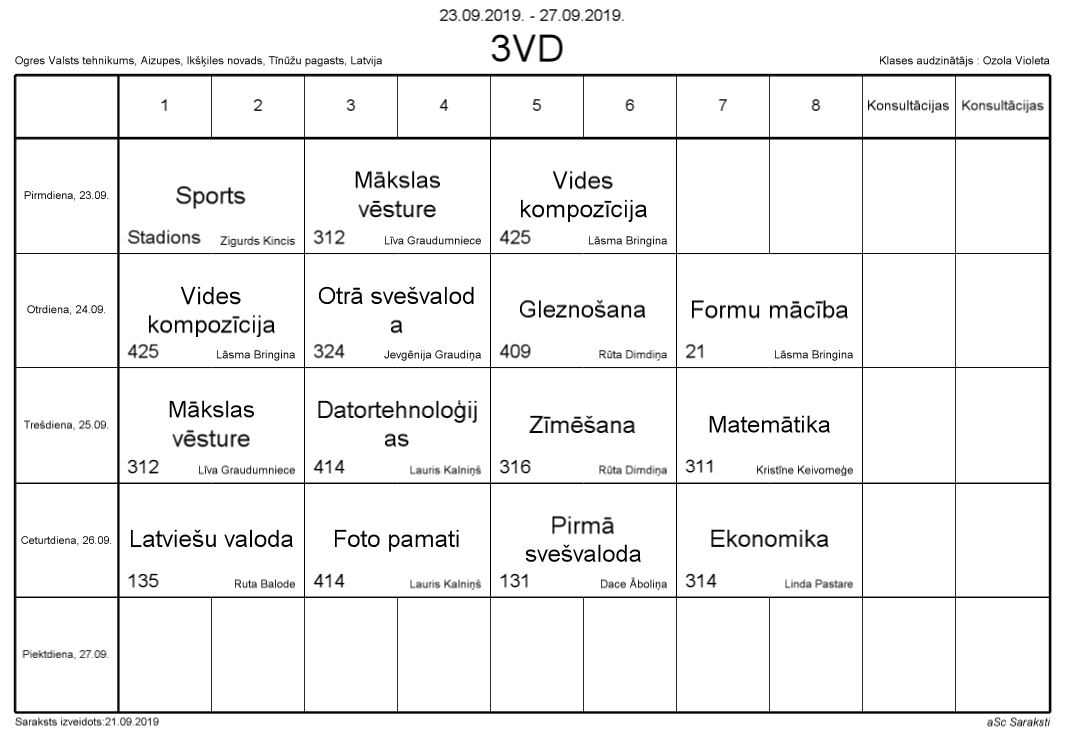 23.09.2019. - 27.09.2019.
3VD
Ogres Valsts tehnikums, Aizupes, Ikšķiles novads, Tīnūžu pagasts, Latvija
Klases audzinātājs : Ozola Violeta
1 2 3 4 5 6 7 8 Konsultācijas Konsultācijas
Pirmdiena, 23.09.
Sports
Stadions Zigurds Kincis
Mākslas
vēsture
312 Līva Graudumniece
Vides
kompozīcija
425 Lāsma Bringina
Otrdiena, 24.09.
Vides
kompozīcija
425 Lāsma Bringina
Otrā svešvalod
a
324 Jevgēnija Graudiņa
Gleznošana
409 Rūta Dimdiņa
Formu mācība
21 Lāsma Bringina
Trešdiena, 25.09.
Mākslas
vēsture
312 Līva Graudumniece
Datortehnoloģij
as
414 Lauris Kalniņš
Zīmēšana
316 Rūta Dimdiņa
Matemātika
311 Kristīne Keivomeģe
Ceturtdiena, 26.09.
Latviešu valoda
135 Ruta Balode
Foto pamati
414 Lauris Kalniņš
Pirmā
svešvaloda
131 Dace Āboliņa
Ekonomika
314 Linda Pastare
Piektdiena, 27.09.
Saraksts izveidots:21.09.2019
aSc Saraksti